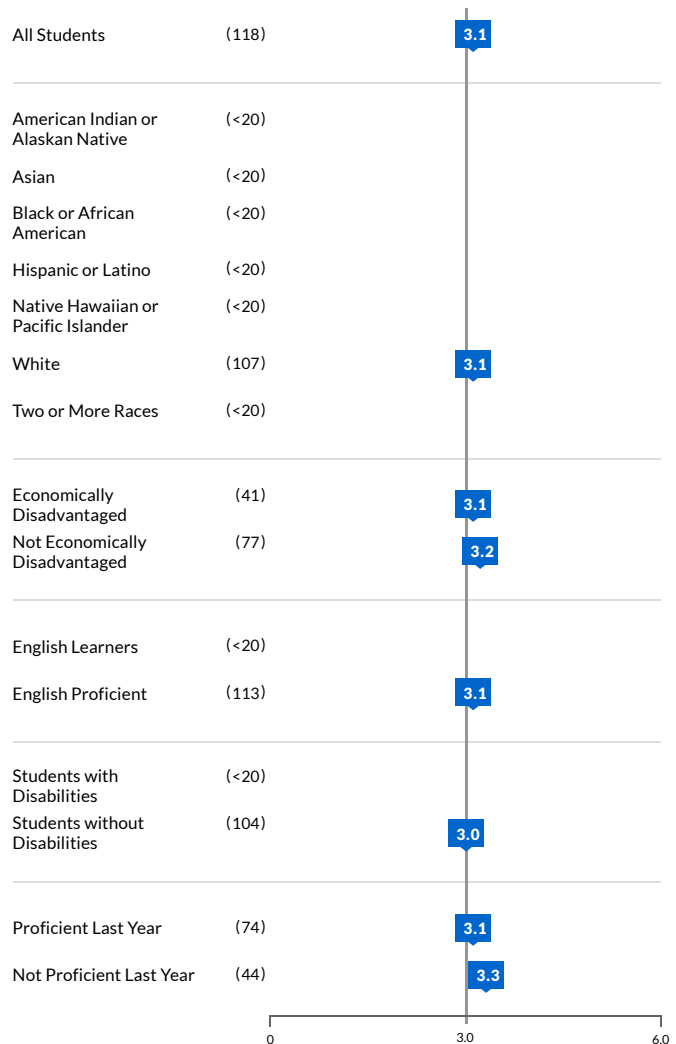 All Students (118) 3.1
American Indian or (<20)
Alaskan Native
Asian (<20)
Black or African (<20)
American
Hispanic or Latino (<20)
Native Hawaiian or (<20)
Pacific Islander
White (107) 3.1
Two or More Races (<20)
Economically (41) 3.1
Disadvantaged
Not Economically (77) 3.2
Disadvantaged
English Learners (<20)
English Proficient (113) 3.1
Students with (<20)
Disabilities
Students without (104) 3.0
Disabilities
Proficient Last Year (74) 3.1
Not Proficient Last Year (44) 3.3
0 3.0 6.0